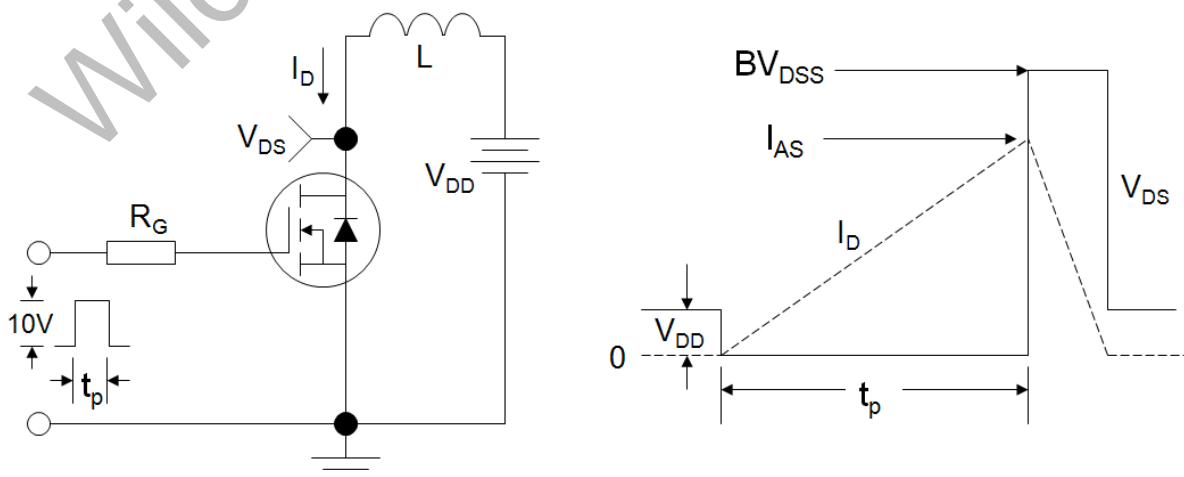 I_D
L
V_DS
V_DD
R_G
10V
t_p
BV_DSS
I_AS
V_DS
I_D
V_DD
0
t_p